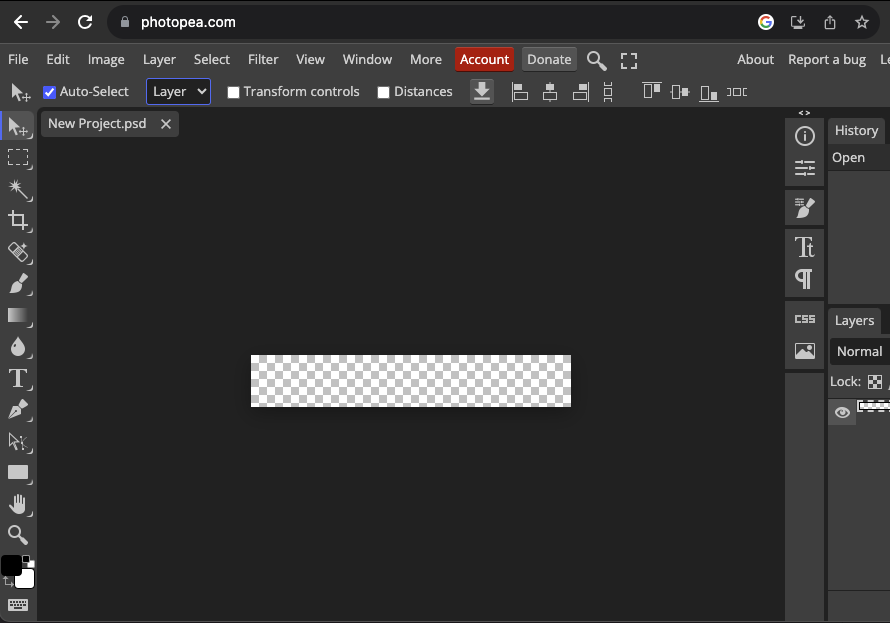 photopea.com
File Edit Image Layer Select Filter View Window More Account Donate About Report a bug Le
Auto-Select Layer Transform controls Distances
New Project.psd
History
Open
CSS
Layers
Normal
Lock: